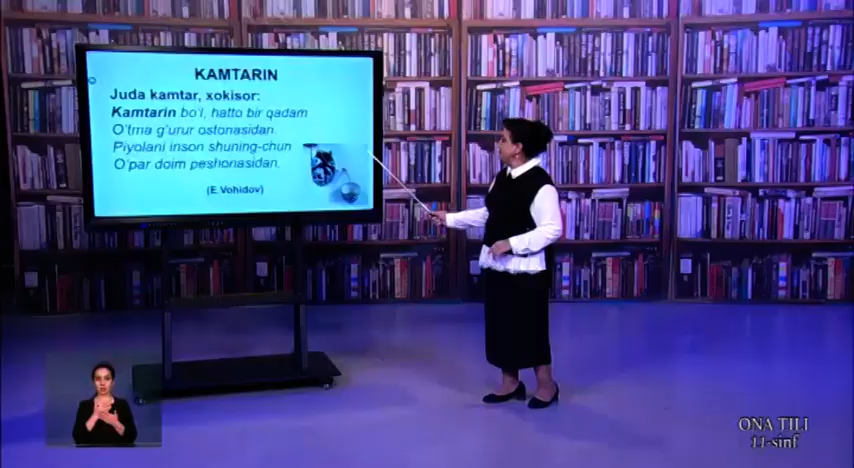 KAMTARIN
Juda kamtar, xokisor:
Kamtarin bo'l, hatto bir qadam
O'tma g'urur ostonasidan.
Piyolani inson shuning-chun
O'par doim peshonasidan.
(E.Vohidov)
ONA TILI
11-sinf